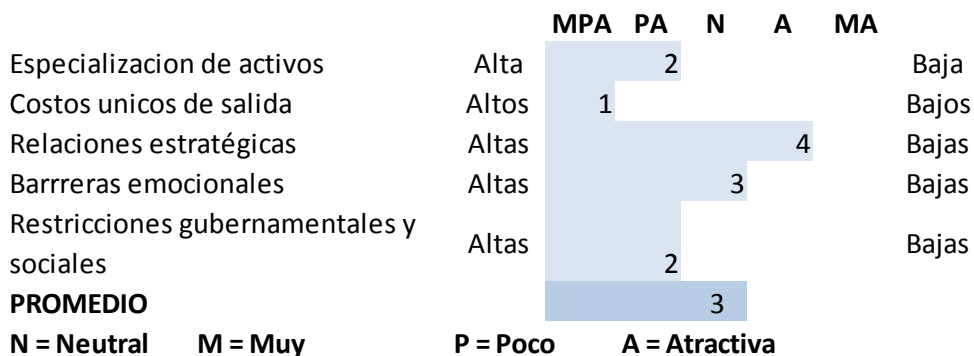 MPA PA N A MA
Especializacion de activos Alta 2 Baja
Costos unicos de salida Altos 1 Bajos
Relaciones estratégicas Altas 4 Bajas
Barrreras emocionales Altas 3 Bajas
Restricciones gubernamentales y
sociales Altas 2 Bajas
PROMEDIO 3
N = Neutral M = Muy P = Poco A = Atractiva